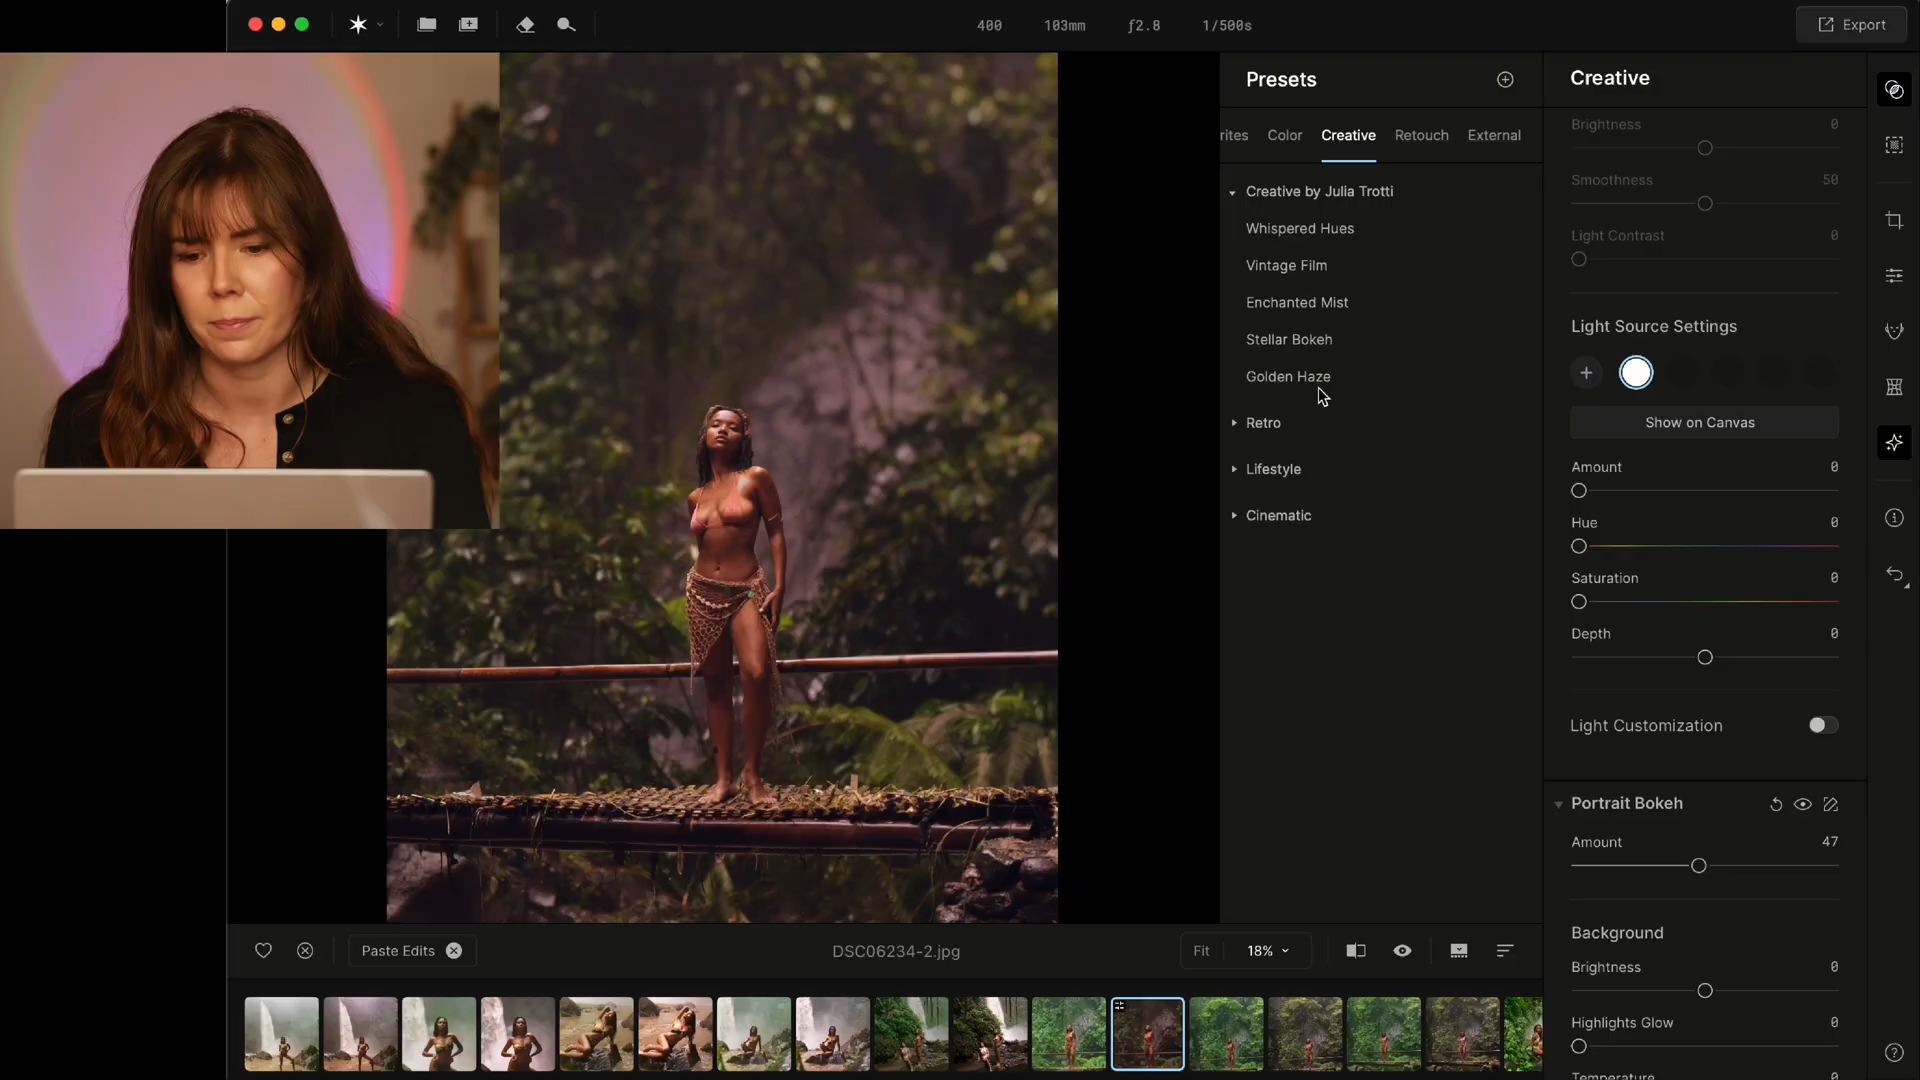 400 103mm ƒ2.8 1/500s
Export
Presets
rites Color Creative Retouch External
Creative by Julia Trotti
Whispered Hues
Vintage Film
Enchanted Mist
Stellar Bokeh
Golden Haze
Retro
Lifestyle
Cinematic
Creative
Brightness 0
Smoothness 50
Light Contrast 0
Light Source Settings
Show on Canvas
Amount 0
Hue 0
Saturation 0
Depth 0
Light Customization
Portrait Bokeh
Amount 47
Background
Brightness 0
Highlights Glow 0
Temperature 0
Paste Edits
DSC06234-2.jpg
Fit 18%